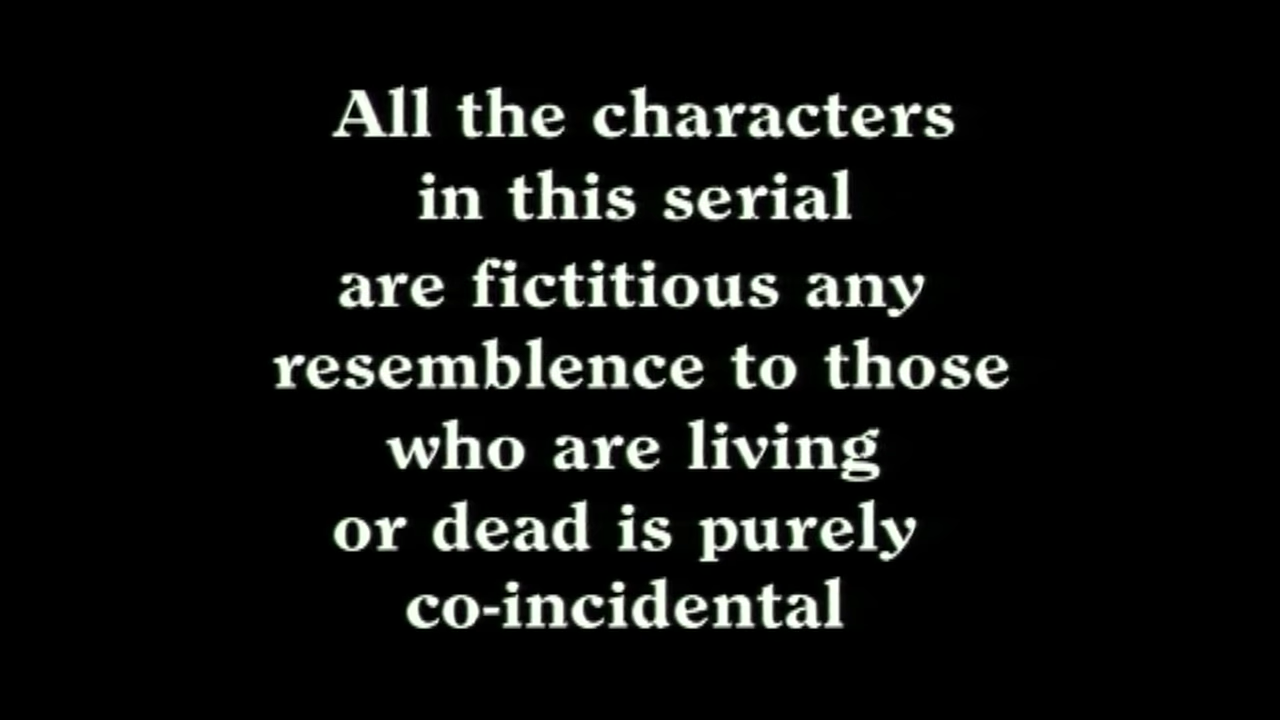 All the characters
in this serial
are fictitious any
resemblence to those
who are living
or dead is purely
co-incidental